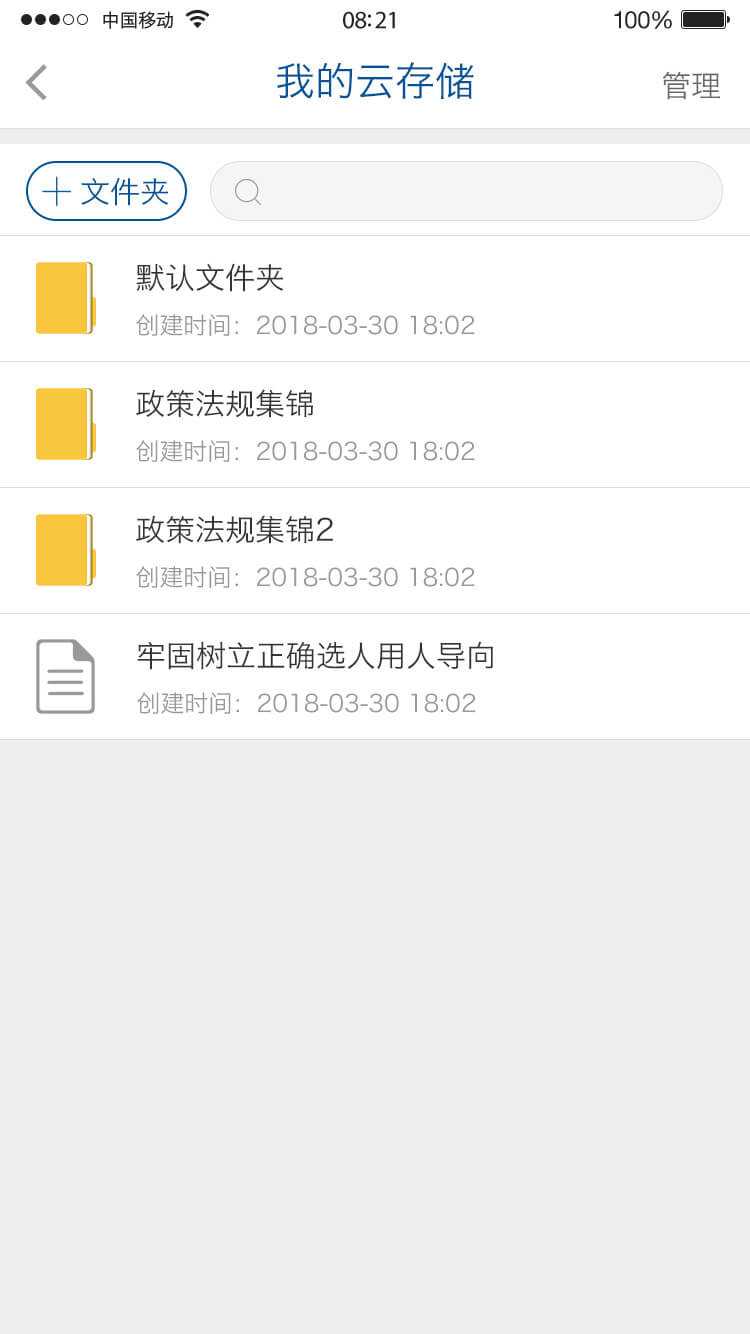 中国移动 08:21 100%
我的云存储 管理
文件夹
默认文件夹
创建时间：2018-03-30 18:02
政策法规集锦
创建时间：2018-03-30 18:02
政策法规集锦2
创建时间：2018-03-30 18:02
牢固树立正确选人用人导向
创建时间：2018-03-30 18:02